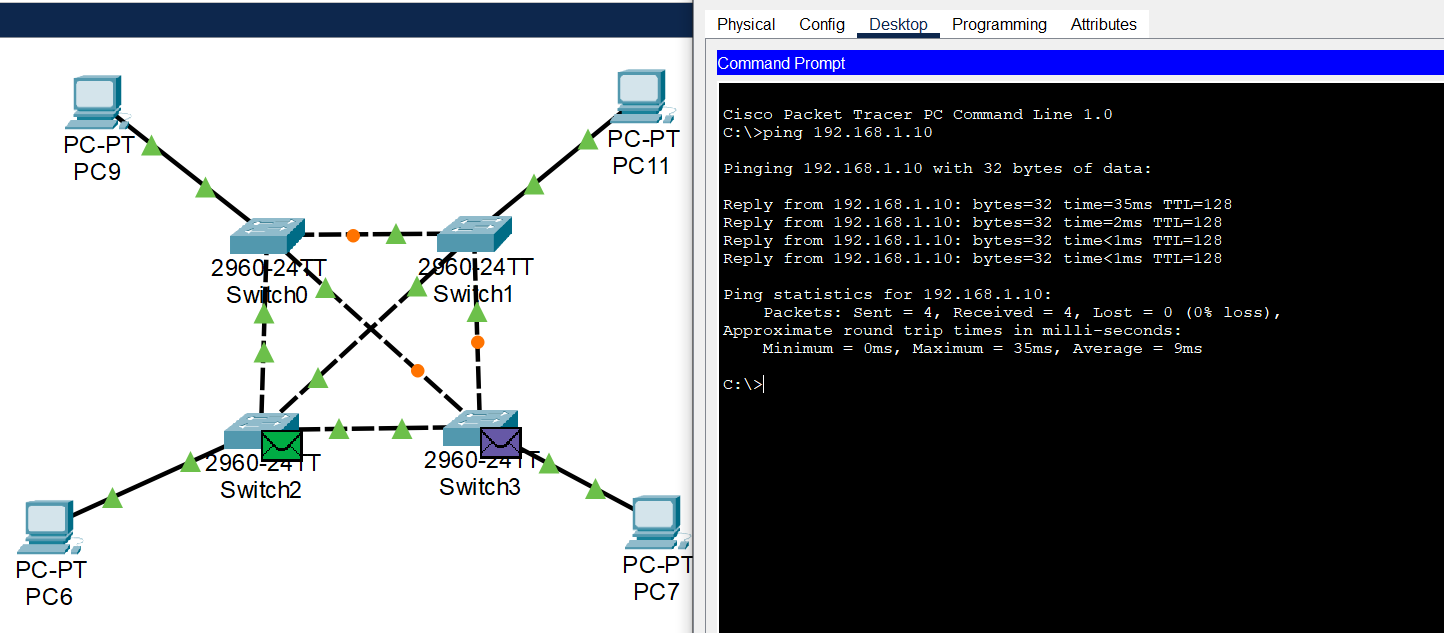 PC-PT
PC9
PC-PT
PC11
2960-24TT
Switch0
2960-24TT
Switch1
2960-24TT
Switch2
2960-24TT
Switch3
PC-PT
PC6
PC-PT
PC7
Physical Config Desktop Programming Attributes
Command Prompt
Cisco Packet Tracer PC Command Line 1.0
C:\>ping 192.168.1.10
Pinging 192.168.1.10 with 32 bytes of data:
Reply from 192.168.1.10: bytes=32 time=35ms TTL=128
Reply from 192.168.1.10: bytes=32 time=2ms TTL=128
Reply from 192.168.1.10: bytes=32 time<1ms TTL=128
Reply from 192.168.1.10: bytes=32 time<1ms TTL=128
Ping statistics for 192.168.1.10:
Packets: Sent = 4, Received = 4, Lost = 0 (0% loss),
Approximate round trip times in milli-seconds:
Minimum = 0ms, Maximum = 35ms, Average = 9ms
C:\>